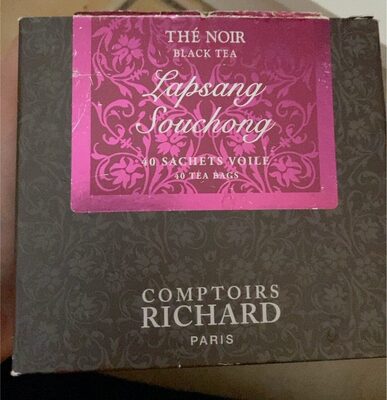 THÉ NOIR
BLACK TEA
Lapsang
Souchong
40 SACHETS VOILE
40 TEA BAGS
COMPTOIRS
RICHARD
PARIS